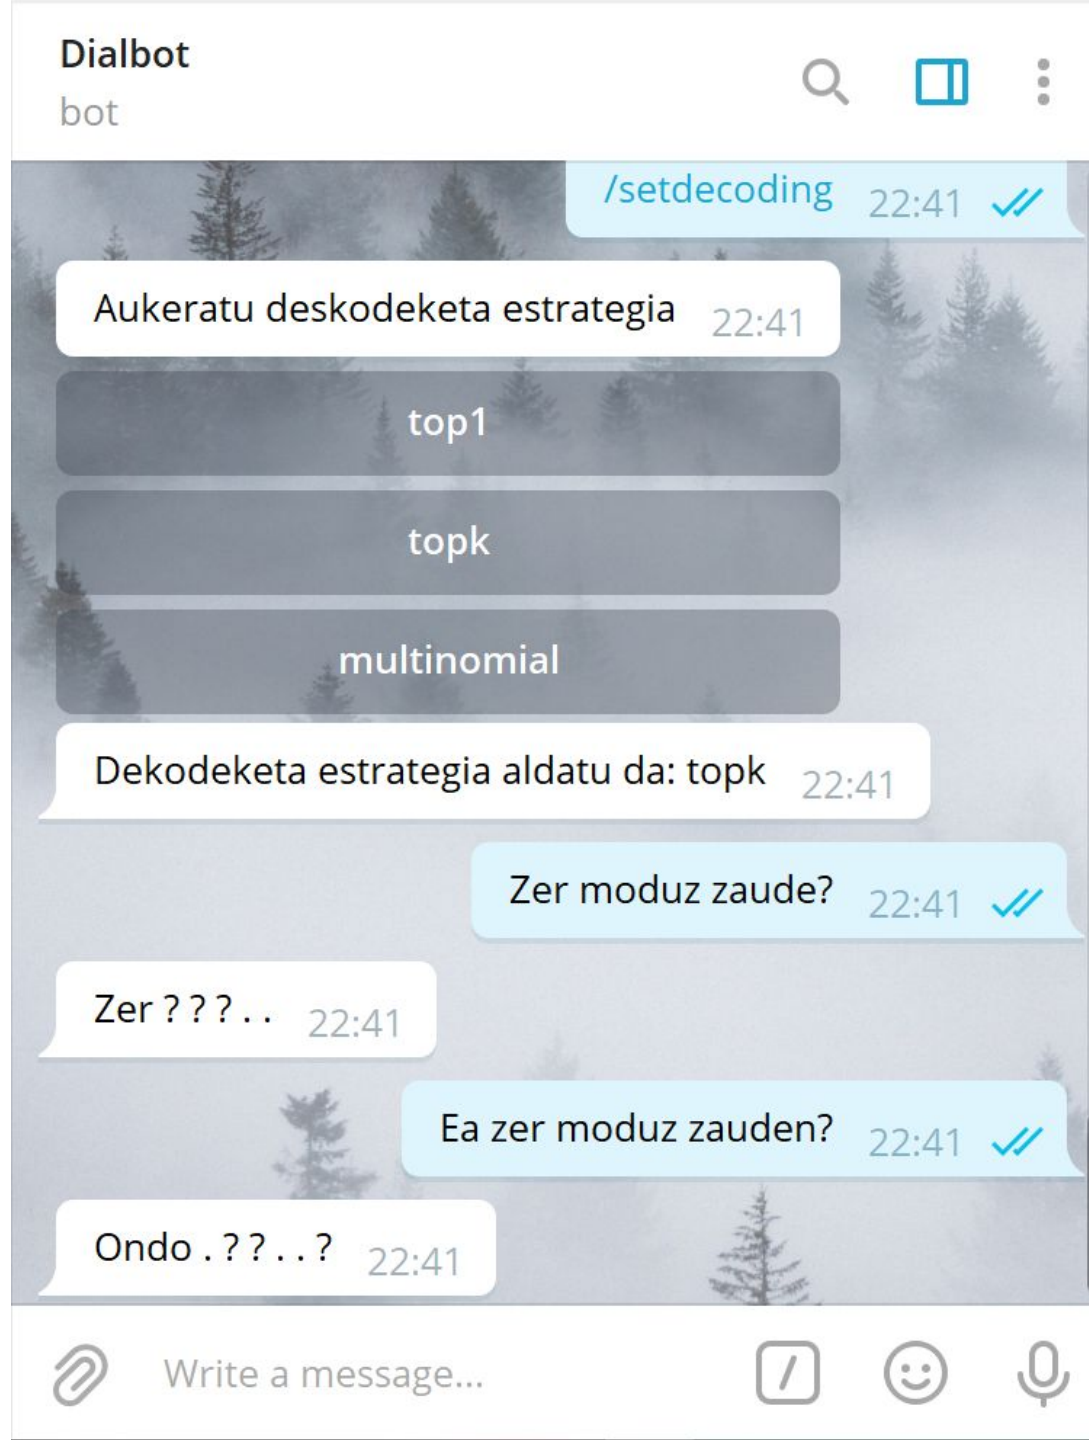 Dialbot
bot
/setdecoding 22:41
Aukeratu deskodeketa estrategia 22:41
top1
topk
multinomial
Dekodeketa estrategia aldatu da: topk 22:41
Zer moduz zaude? 22:41
Zer ? ? ? . . 22:41
Ea zer moduz zauden? 22:41
Ondo . ? ? . . ? 22:41
Write a message...